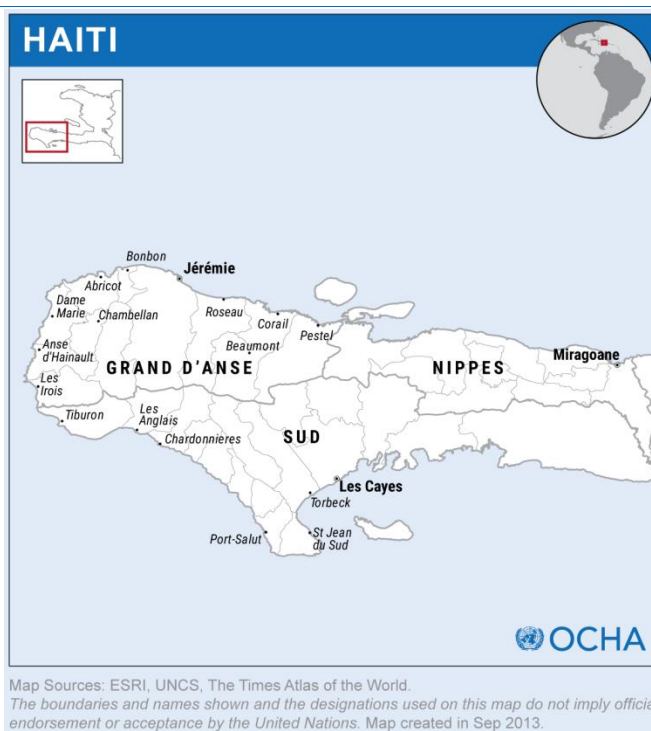 HAITI
Bonbon
Jérémie
Abricot
Dame
Marie
Chambellan
Roseau
Corail
Pestel
Anse
d'Hainault
Beaumont
Miragoane
GRAND D'ANSE
NIPPES
Les
Irois
Tiburon
Les
Anglais
Chardonnieres
SUD
Les Cayes
Torbeck
Port-Salut
St Jean
du Sud
OCHA
Map Sources: ESRI, UNCS, The Times Atlas of the World.
The boundaries and names shown and the designations used on this map do not imply officia
endorsement or acceptance by the United Nations. Map created in Sep 2013.